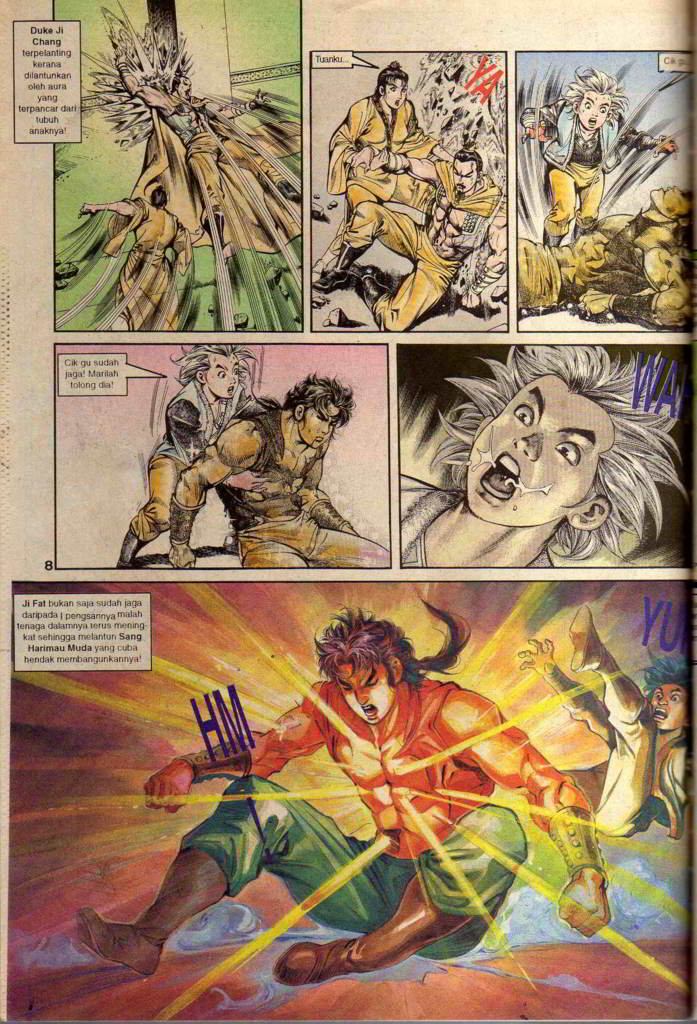 Duke Ji
Chang
terpelanting
kerana
dilantunkan
oleh aura
yang
terpancar dari
tubuh
anaknya!
Tuanku...
YA
Cik gu
Cik gu sudah
jaga! Marilah
tolong dia!
8
Ji Fat bukan saja sudah jaga
daripada pengsannya malah
tenaga dalamnya terus mening-
kat sehingga melantun Sang
Harimau Muda yang cuba
hendak membangunkannya!
HM